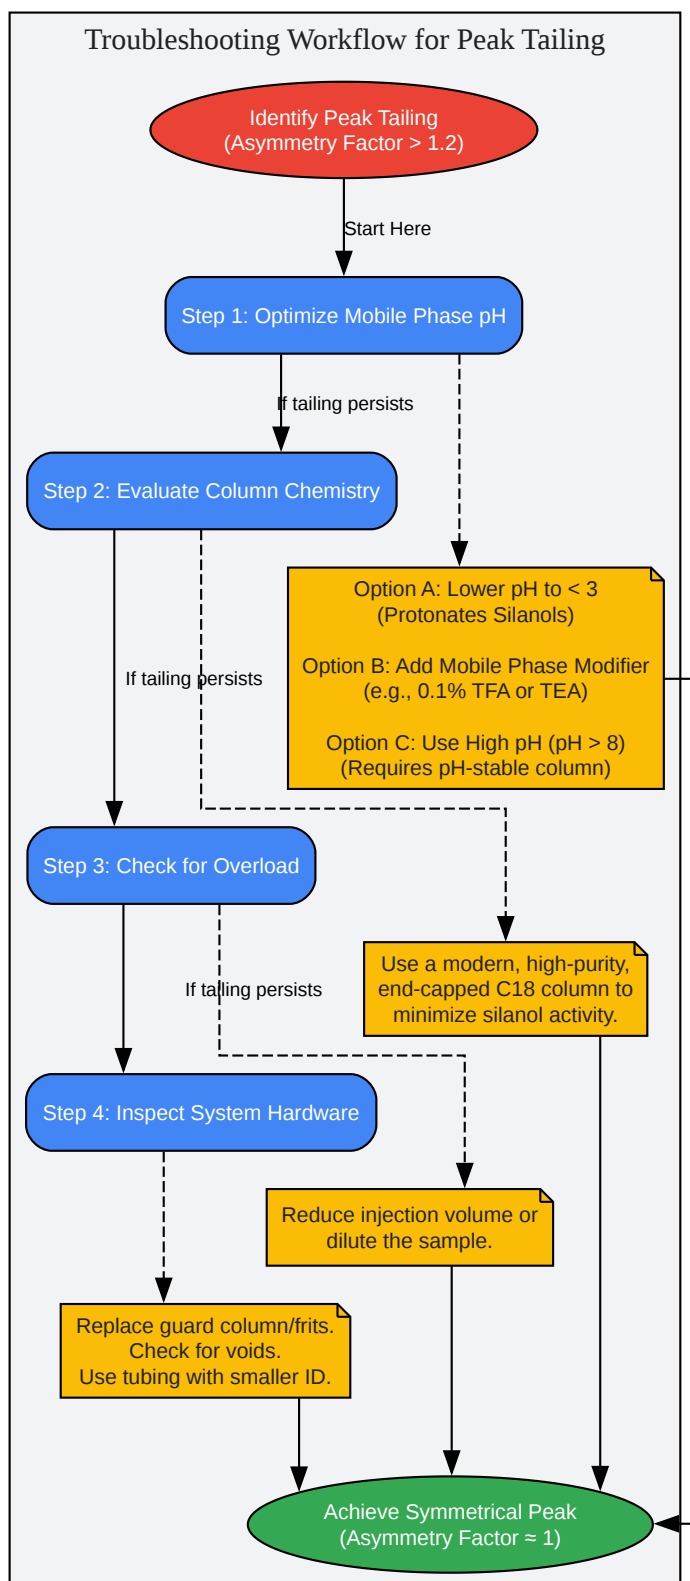 Troubleshooting Workflow for Peak Tailing
Identify Peak Tailing
(Asymmetry Factor > 1.2)
Start Here
Step 1: Optimize Mobile Phase pH
If tailing persists
Step 2: Evaluate Column Chemistry
Option A: Lower pH to < 3
(Protonates Silanols)
Option B: Add Mobile Phase Modifier
(e.g., 0.1% TFA or TEA)
Option C: Use High pH (pH > 8)
(Requires pH-stable column)
If tailing persists
Step 3: Check for Overload
Use a modern, high-purity,
end-capped C18 column to
minimize silanol activity.
If tailing persists
Step 4: Inspect System Hardware
Reduce injection volume or
dilute the sample.
Replace guard column/frits.
Check for voids.
Use tubing with smaller ID.
Achieve Symmetrical Peak
(Asymmetry Factor ≈ 1)